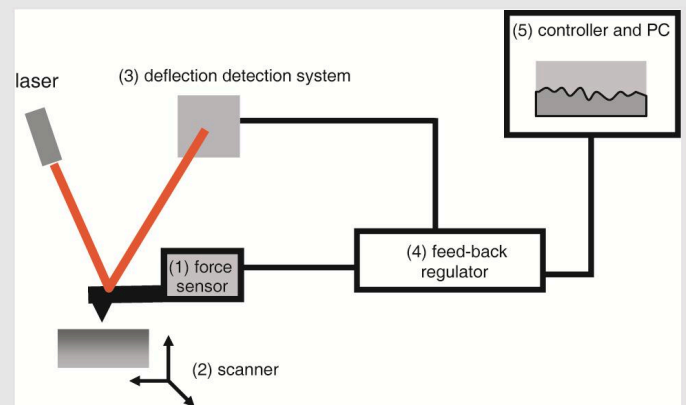 (5) controller and PC
(3) deflection detection system
laser
(4) feed-back
regulator
(1) force
sensor
(2) scanner